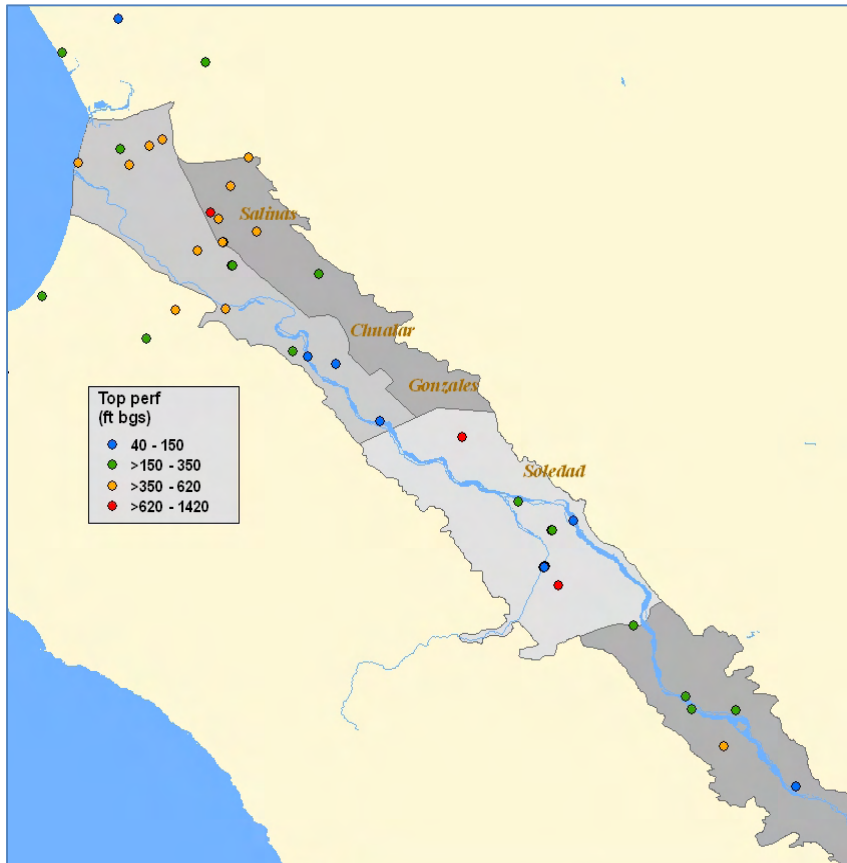 Salinas
Chualar
Gonzales
Soledad
Top perf
(ft bgs)
40 - 150
>150 - 350
>350 - 620
>620 - 1420